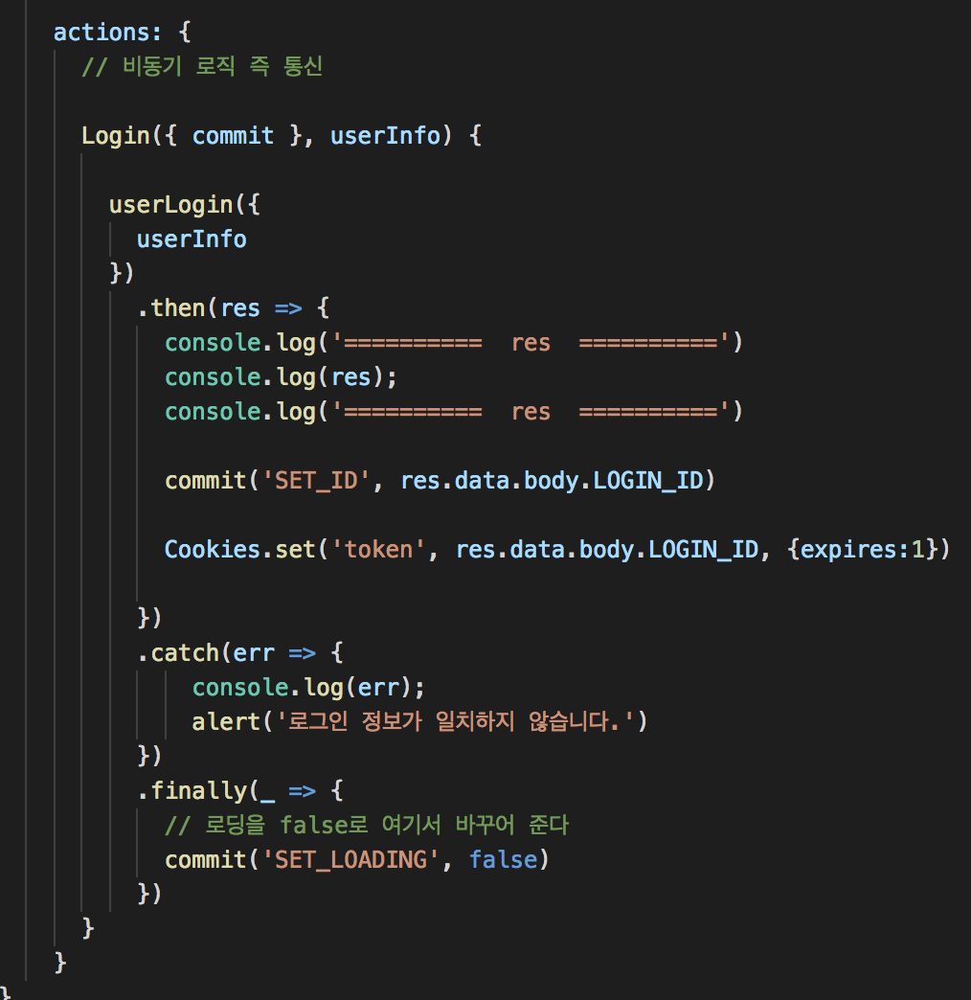 actions: {
// 비동기 로직 즉 통신
Login({ commit }, userInfo) {
userLogin({
userInfo
})
.then(res => {
console.log('==========  res  ==========')
console.log(res);
console.log('==========  res  ==========')
commit('SET_ID', res.data.body.LOGIN_ID)
Cookies.set('token', res.data.body.LOGIN_ID, {expires:1})
})
.catch(err => {
console.log(err);
alert('로그인 정보가 일치하지 않습니다.')
})
.finally(_ => {
// 로딩을 false로 여기서 바꾸어 준다
commit('SET_LOADING', false)
})
}
}
}